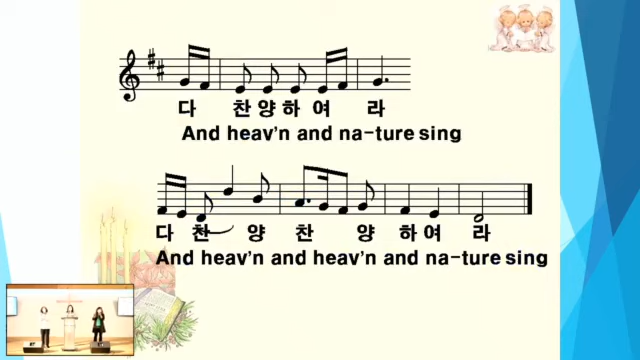 다 찬양하여 라
And heav'n and na-ture sing
다 찬 양 찬 양 하여 라
And heav'n and heav'n and na-ture sing